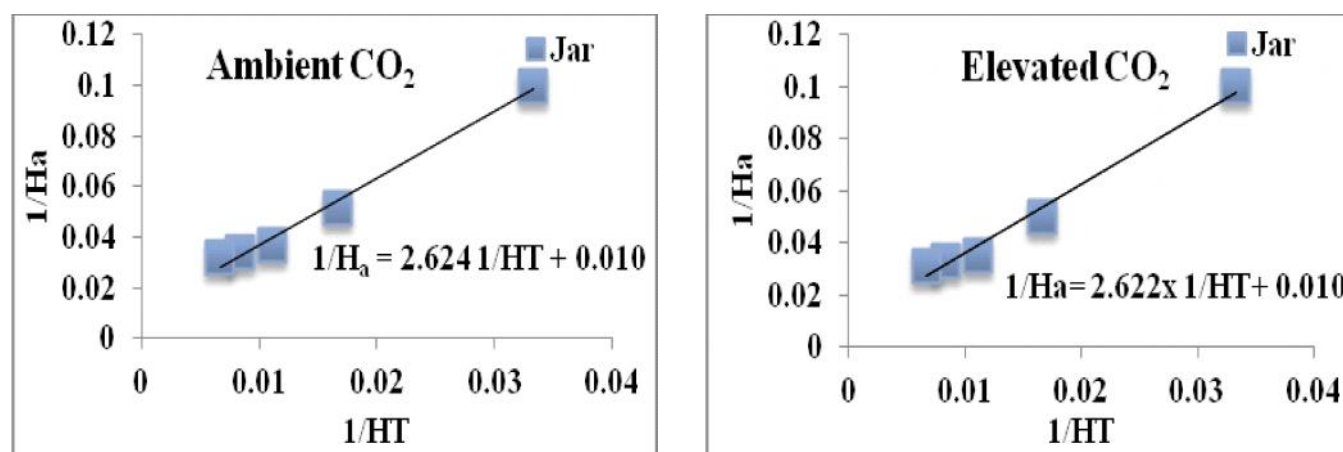 Ambient CO₂
Jar
1/Ha
0.12
0.1
0.08
0.06
0.04
0.02
0
1/Hₐ = 2.624 1/HT + 0.010
0 0.01 0.02 0.03 0.04
1/HT
Elevated CO₂
Jar
1/Ha
0.12
0.1
0.08
0.06
0.04
0.02
0
1/Ha= 2.622x 1/HT+ 0.010
0 0.01 0.02 0.03 0.04
1/HT